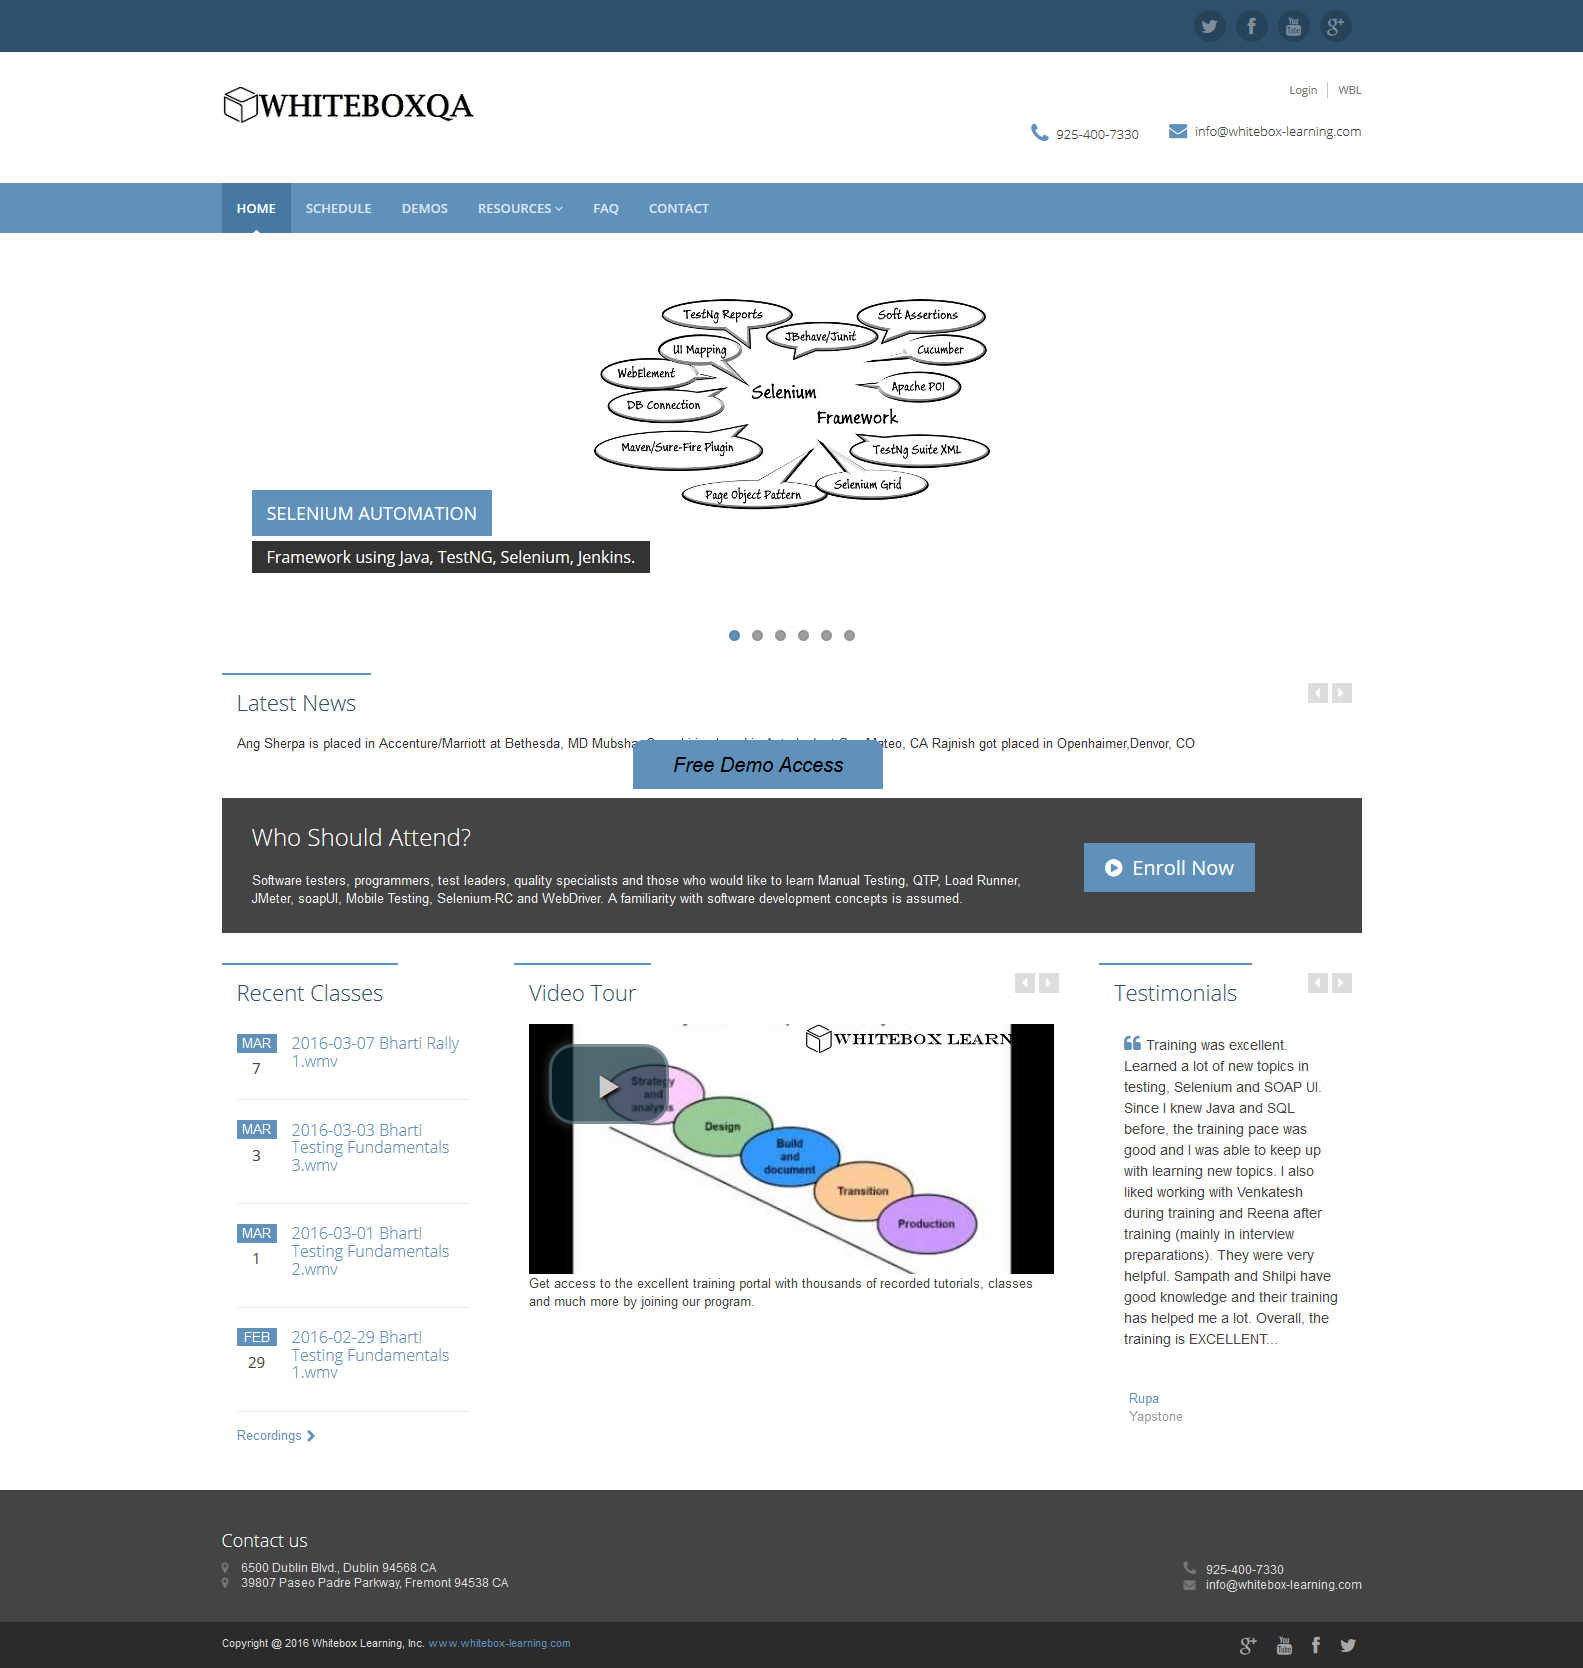 WHITEBOXQA
Login
WBL
925-400-7330
info@whitebox-learning.com
HOME
SCHEDULE
DEMOS
RESOURCES
FAQ
CONTACT
TestNg Reports
Soft Assertions
JBehave/Junit
UI Mapping
Cucumber
WebElement
Apache POI
Selenium
DB Connection
Framework
Maven/Sure-Fire Plugin
TestNg Suite XML
Selenium Grid
Page Object Pattern
SELENIUM AUTOMATION
Framework using Java, TestNG, Selenium, Jenkins.
Latest News
Ang Sherpa is placed in Accenture/Marriott at Bethesda, MD CA Rajnish got placed in Openhaimer,Denvor, CO
Free Demo Access
Who Should Attend?
Software testers, programmers, test leaders, quality specialists and those who would like to learn Manual Testing, QTP, Load Runner,
JMeter, soapUI, Mobile Testing, Selenium-RC and WebDriver. A familiarity with software development concepts is assumed.
Enroll Now
Recent Classes
MAR
7
2016-03-07 Bharti Rally
1.wmv
MAR
3
2016-03-03 Bharti
Testing Fundamentals
3.wmv
MAR
1
2016-03-01 Bharti
Testing Fundamentals
2.wmv
FEB
29
2016-02-29 Bharti
Testing Fundamentals
1.wmv
Recordings
Video Tour
WHITEBOX LEARN
Strategy
and
analysis
Design
Build
and
document
Transition
Production
Get access to the excellent training portal with thousands of recorded tutorials, classes
and much more by joining our program.
Testimonials
Training was excellent.
Learned a lot of new topics in
testing, Selenium and SOAP UI.
Since I knew Java and SQL
before, the training pace was
good and I was able to keep up
with learning new topics. I also
liked working with Venkatesh
during training and Reena after
training (mainly in interview
preparations). They were very
helpful. Sampath and Shilpi have
good knowledge and their training
has helped me a lot. Overall, the
training is EXCELLENT...
Rupa
Yapstone
Contact us
6500 Dublin Blvd., Dublin 94568 CA
39807 Paseo Padre Parkway, Fremont 94538 CA
925-400-7330
info@whitebox-learning.com
Copyright @ 2016 Whitebox Learning, Inc. www.whitebox-learning.com